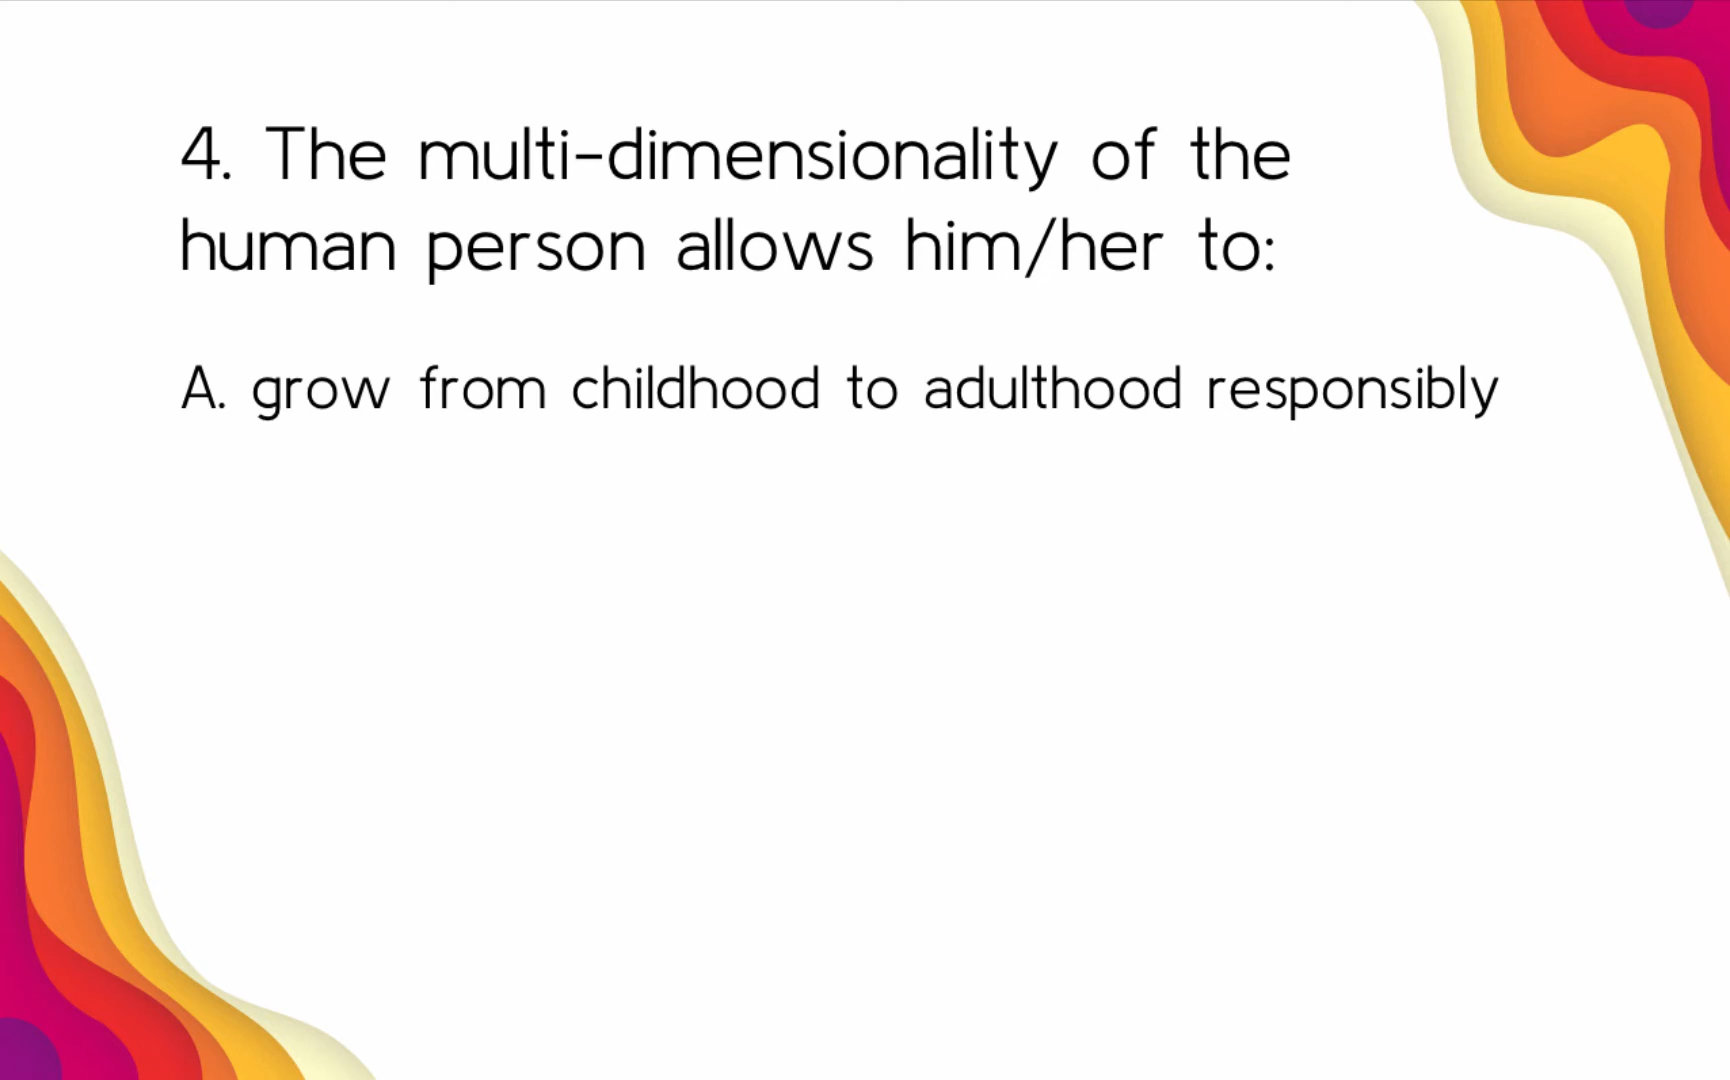 4. The multi-dimensionality of the
human person allows him/her to:
A. grow from childhood to adulthood responsibly